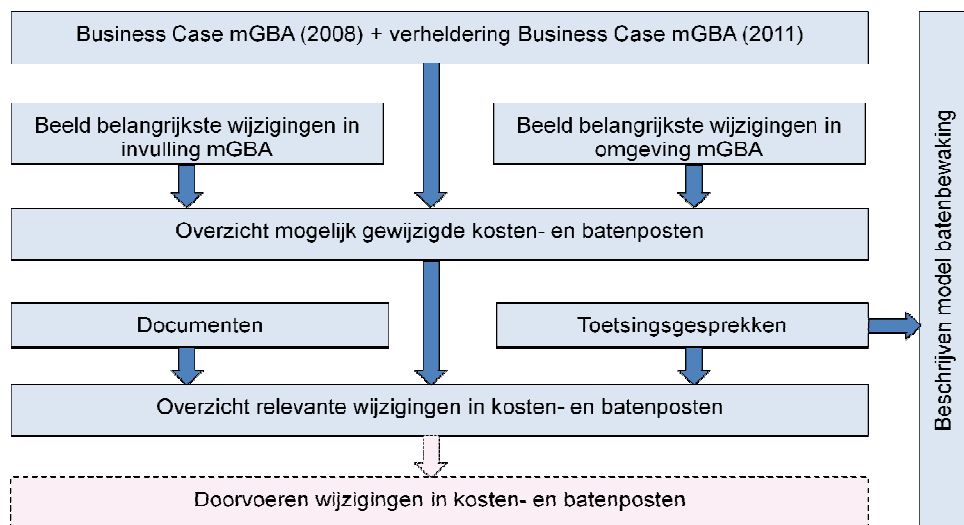 Business Case mGBA (2008) + verheldering Business Case mGBA (2011)
Beeld belangrijkste wijzigingen in
invulling mGBA
Beeld belangrijkste wijzigingen in
omgeving mGBA
Overzicht mogelijk gewijzigde kosten- en batenposten
Documenten
Toetsingsgesprekken
Overzicht relevante wijzigingen in kosten- en batenposten
Doorvoeren wijzigingen in kosten- en batenposten
Beschrijven model batenbewaking